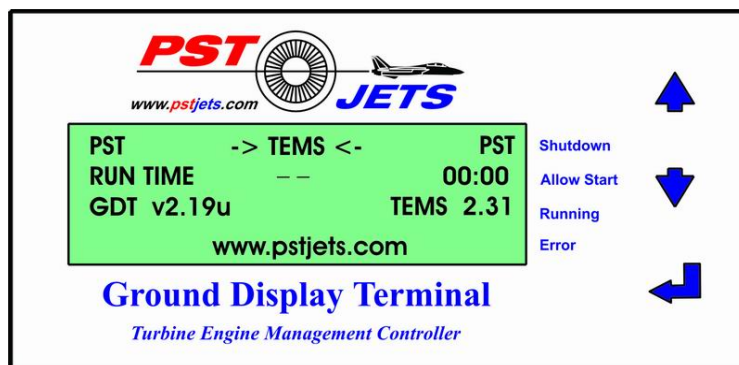 PST
JETS
www.pstjets.com
PST -> TEMS <- PST
RUN TIME -- 00:00
GDT v2.19u TEMS 2.31
www.pstjets.com
Shutdown
Allow Start
Running
Error
Ground Display Terminal
Turbine Engine Management Controller